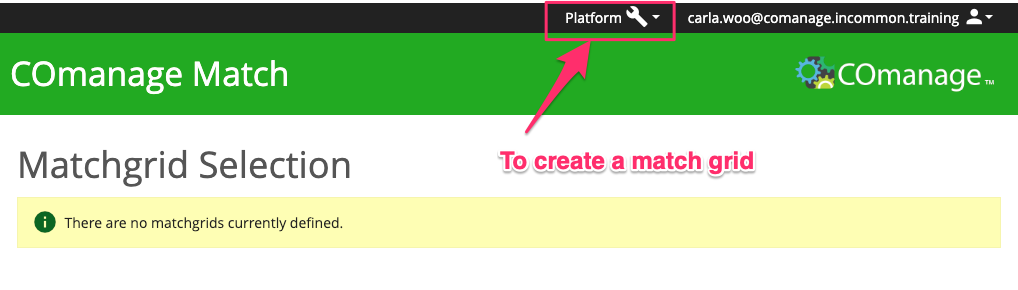 Platform carla.woo@comanage.incommon.training
COmanage Match
COmanage™
To create a match grid
Matchgrid Selection
There are no matchgrids currently defined.